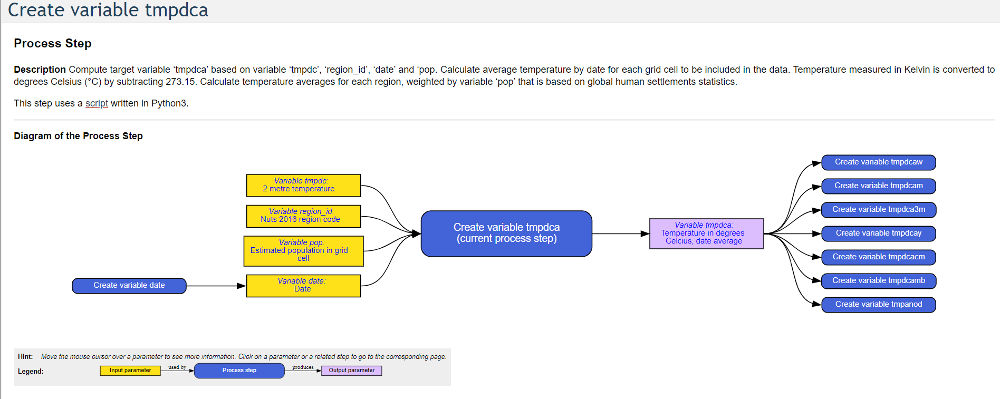 Create variable tmpdca
Process Step
Description Compute target variable ‘tmpdca’ based on variable ‘tmpdc’, ‘region_id’, ‘date’ and ‘pop. Calculate average temperature by date for each grid cell to be included in the data. Temperature measured in Kelvin is converted to
degrees Celsius (°C) by subtracting 273.15. Calculate temperature averages for each region, weighted by variable ‘pop’ that is based on global human settlements statistics.
This step uses a script written in Python3.
Diagram of the Process Step
Create variable date
Variable tmpdc:
2 metre temperature
Variable region_id:
Nuts 2016 region code
Variable pop:
Estimated population in grid
cell
Variable date:
Date
Create variable tmpdca
(current process step)
Variable tmpdca:
Temperature in degrees
Celcius, date average
Create variable tmpdcaw
Create variable tmpdcam
Create variable tmpdca3m
Create variable tmpdcay
Create variable tmpdcacm
Create variable tmpdcamb
Create variable tmpanod
Hint: Move the mouse cursor over a parameter to see more information. Click on a parameter or a related step to go to the corresponding page.
Legend: Input parameter used by Process step produces Output parameter